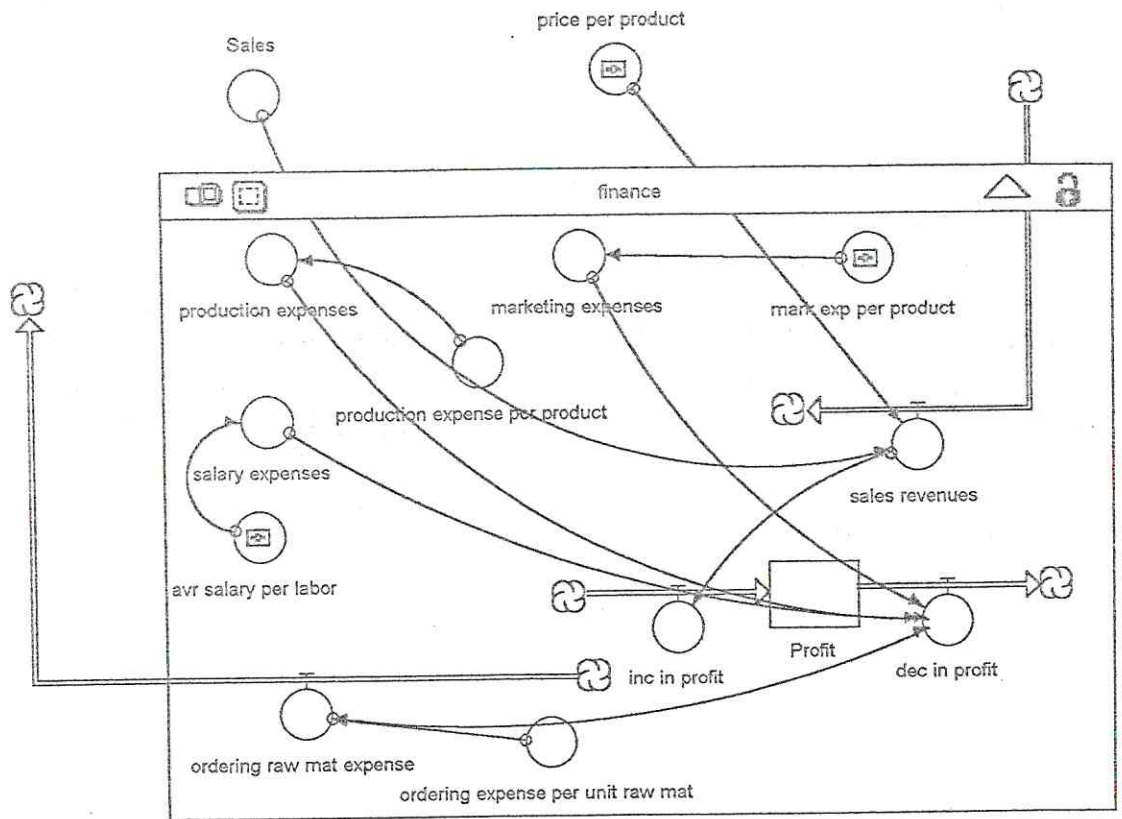 price per product
Sales
finance
production expenses
marketing expenses
mark exp per product
production expense per product
salary expenses
sales revenues
avr salary per labor
Profit
inc in profit
dec in profit
ordering raw mat expense
ordering expense per unit raw mat